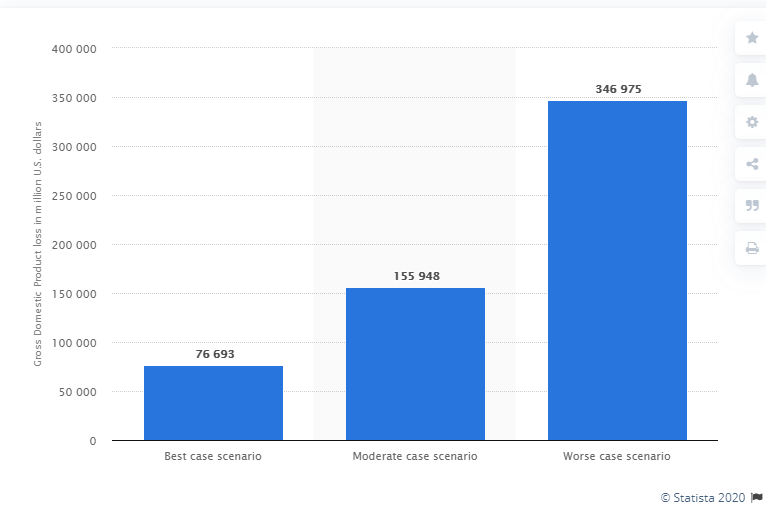 400 000
350 000
300 000
250 000
200 000
150 000
100 000
50 000
0
Gross Domestic Product loss in million U.S. dollars
76 693
155 948
346 975
Best case scenario
Moderate case scenario
Worse case scenario
© Statista 2020